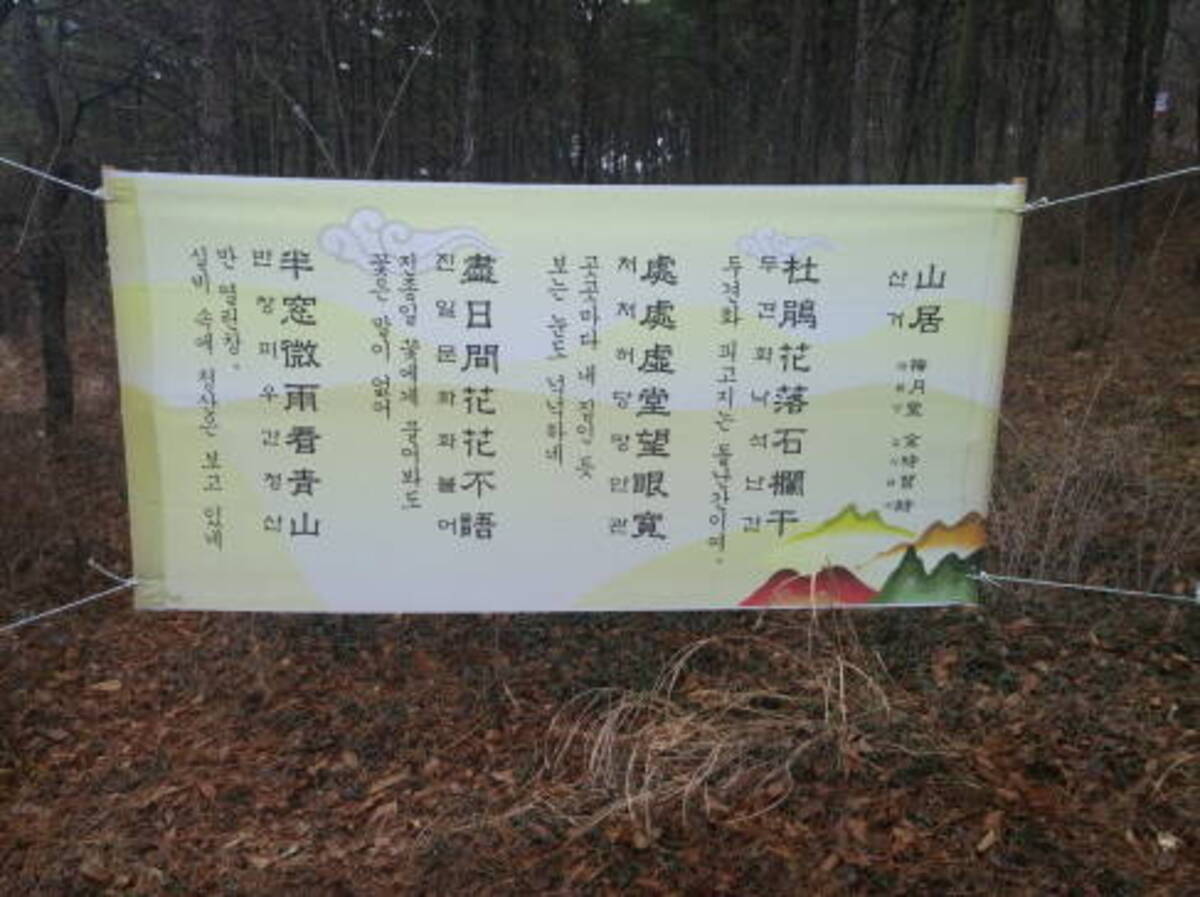 山居
산거
梅月堂 金時習 詩
杜鵑花落石欄干
두견화낙석난간
두견화 피고지는 돌난간이여.
處處虛堂望眼寬
처처허당망안관
곳곳마다 내 집인 듯
보는 눈도 넉넉하네
盡日問花花不語
진일문화화불어
진종일 꽃에게 물어봐도
꽃은 말이 없어
半窓微雨看靑山
반창미우간청산
반 열린창.
실비 속에 청산은 보고 있네